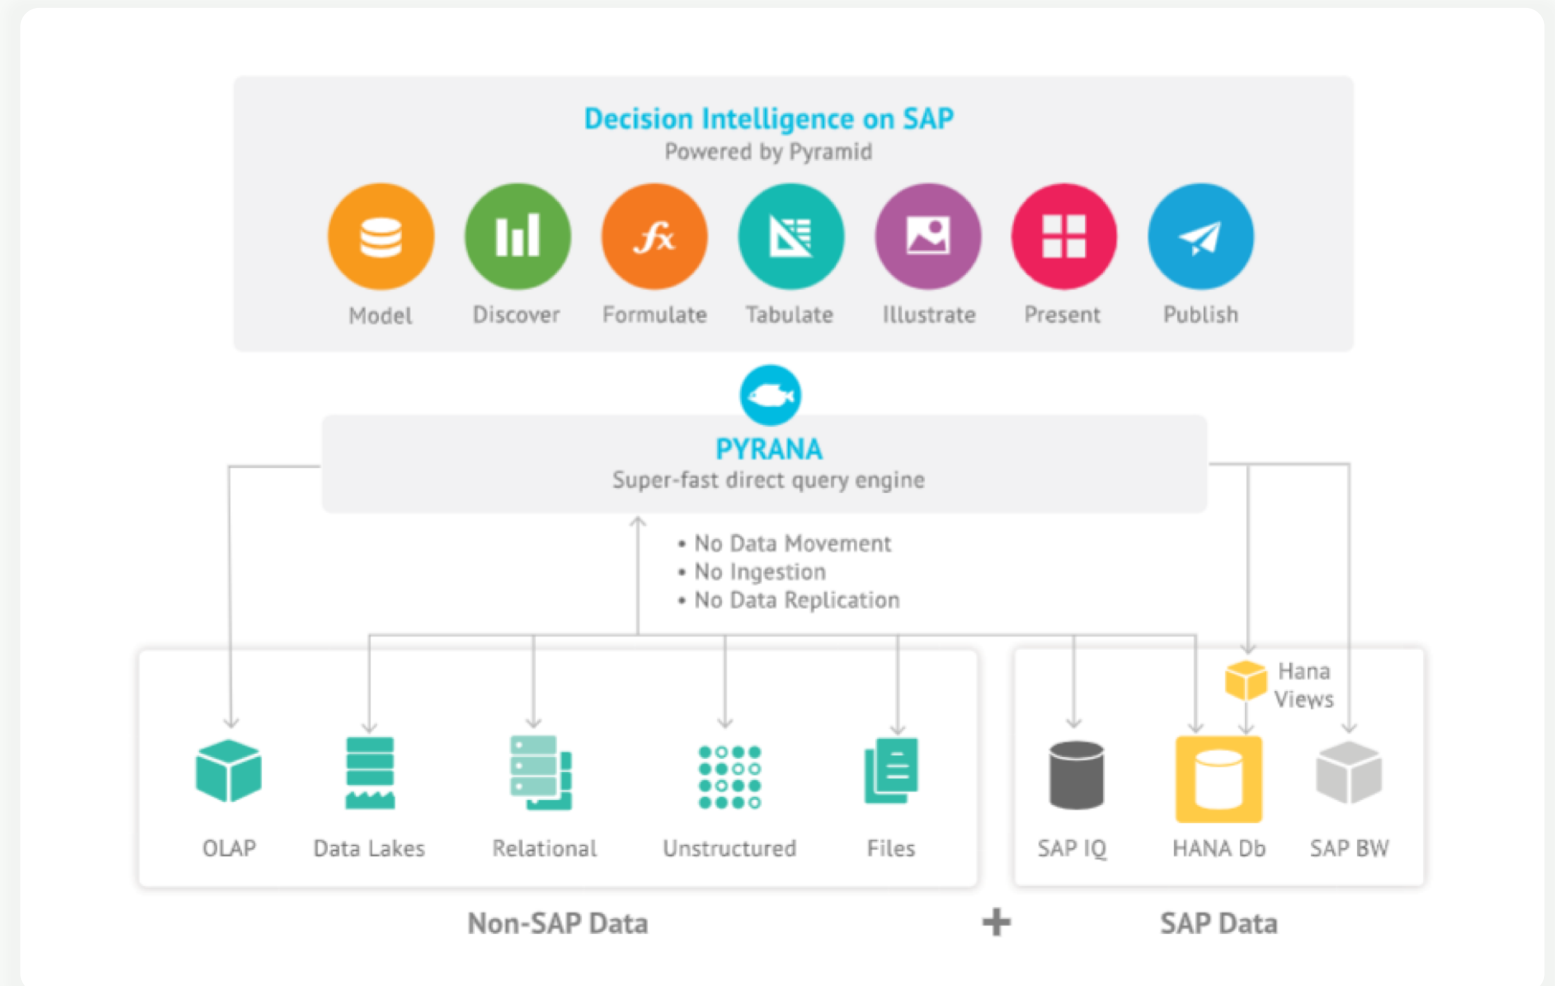 Decision Intelligence on SAP
Powered by Pyramid
Model
Discover
Formulate
Tabulate
Illustrate
Present
Publish
PYRANA
Super-fast direct query engine
• No Data Movement
• No Ingestion
• No Data Replication
Hana
Views
OLAP
Data Lakes
Relational
Unstructured
Files
SAP IQ
HANA Db
SAP BW
Non-SAP Data
+
SAP Data